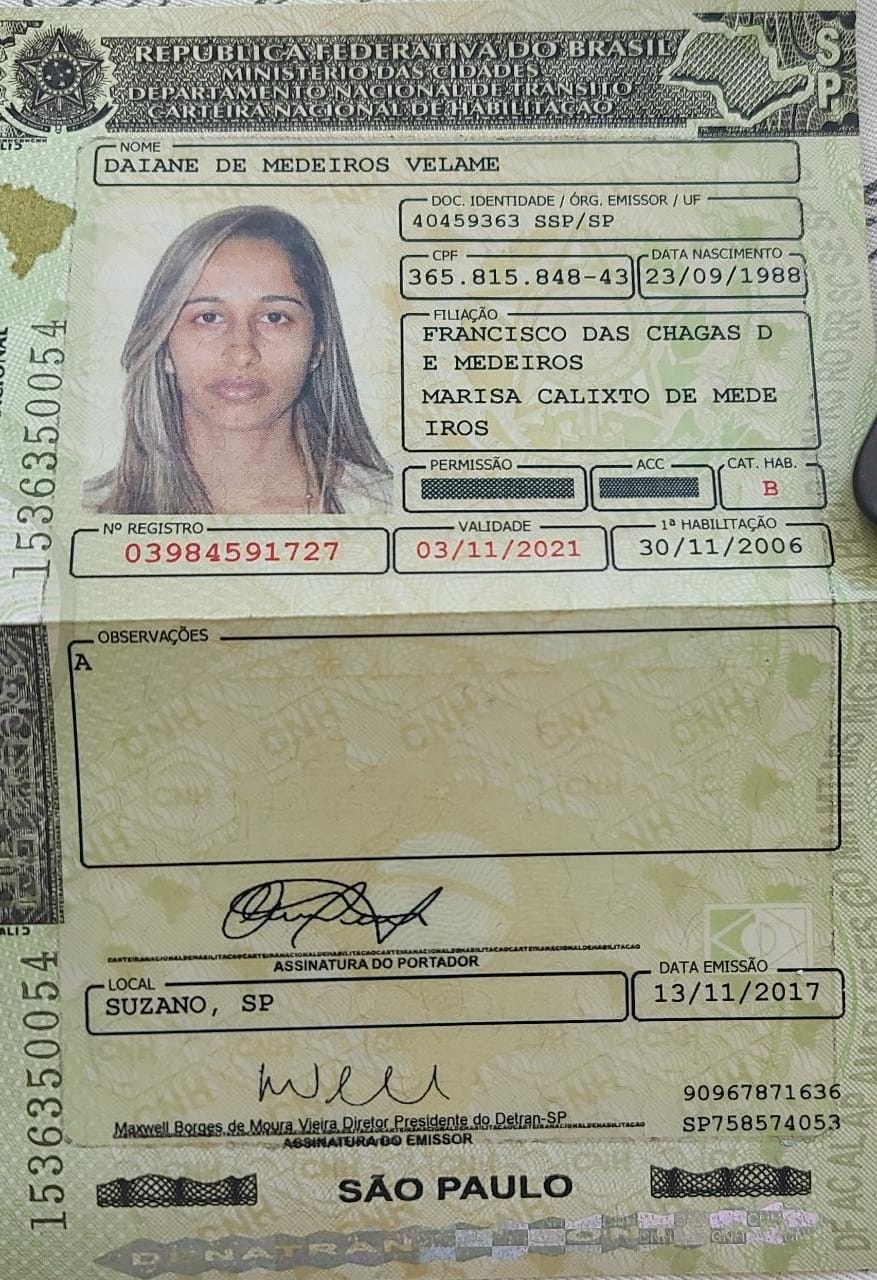 REPÚBLICA FEDERATIVA DO BRASIL
MINISTÉRIO DAS CIDADES
DEPARTAMENTO NACIONAL DE TRÂNSITO
CARTEIRA NACIONAL DE HABILITAÇÃO
SP
NOME
DAIANE DE MEDEIROS VELAME
DOC. IDENTIDADE / ÓRG. EMISSOR / UF
40459363 SSP/SP
CPF
365.815.848-43
DATA NASCIMENTO
23/09/1988
FILIAÇÃO
FRANCISCO DAS CHAGAS D
E MEDEIROS
MARISA CALIXTO DE MEDE
IROS
PERMISSÃO
ACC
CAT. HAB.
B
Nº REGISTRO
03984591727
VALIDADE
03/11/2021
1ª HABILITAÇÃO
30/11/2006
1536350054
OBSERVAÇÕES
A
ASSINATURA DO PORTADOR
LOCAL
SUZANO, SP
DATA EMISSÃO
13/11/2017
90967871636
SP758574053
Maxwell Borges de Moura Vieira Diretor Presidente do Detran-SP
ASSINATURA DO EMISSOR
1536350054
SÃO PAULO
DENATRAN